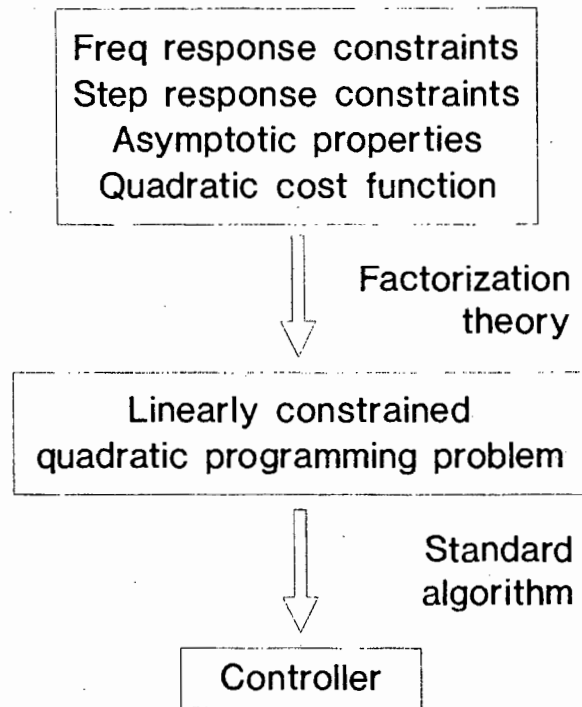 Freq response constraints
Step response constraints
Asymptotic properties
Quadratic cost function
Factorization
theory
Linearly constrained
quadratic programming problem
Standard
algorithm
Controller